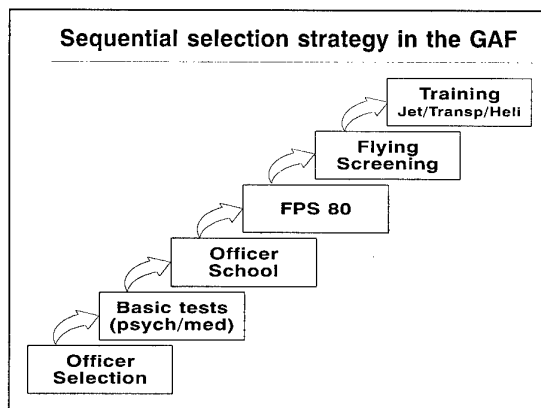 Sequential selection strategy in the GAF
Training
Jet/Transp/Heli
Flying
Screening
FPS 80
Officer
School
Basic tests
(psych/med)
Officer
Selection